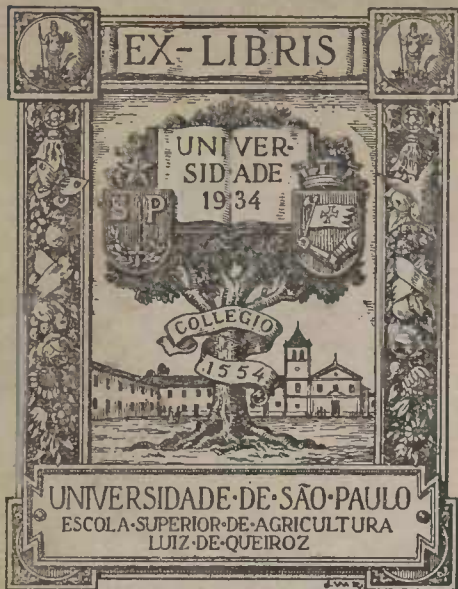 EX-LIBRIS
UNIVER-
SIDADE
1934
S P
COLLEGIO
1554
UNIVERSIDADE·DE·SÃO·PAULO
ESCOLA·SUPERIOR·DE·AGRICULTURA
LUIZ·DE·QUEIROZ